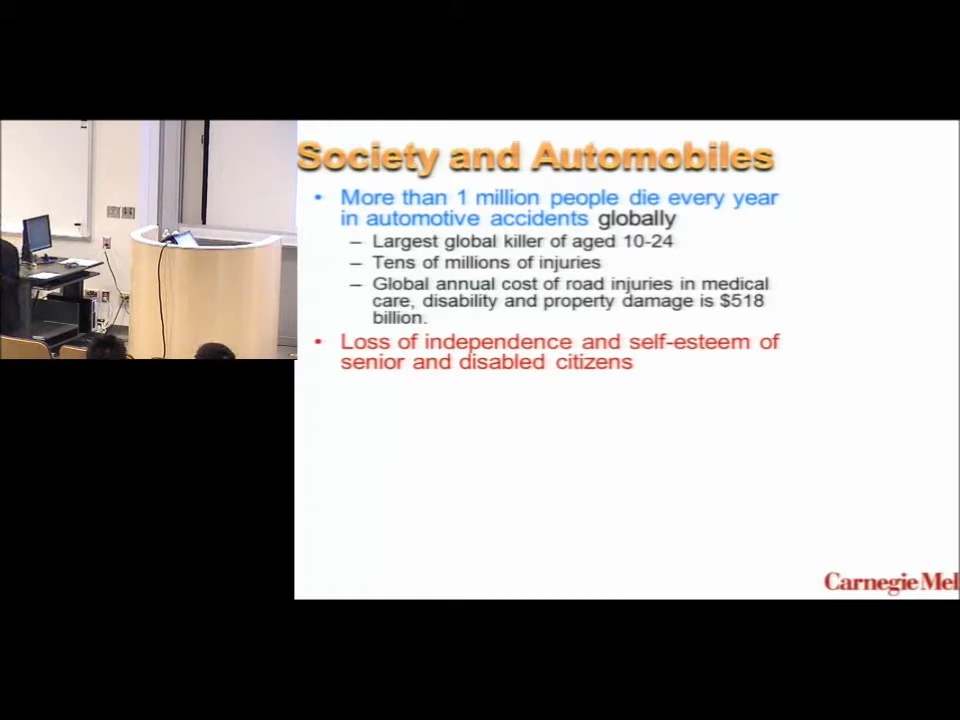 Society and Automobiles
• More than 1 million people die every year
in automotive accidents globally
– Largest global killer of aged 10-24
– Tens of millions of injuries
– Global annual cost of road injuries in medical
care, disability and property damage is $518
billion.
• Loss of independence and self-esteem of
senior and disabled citizens
Carnegie Mel